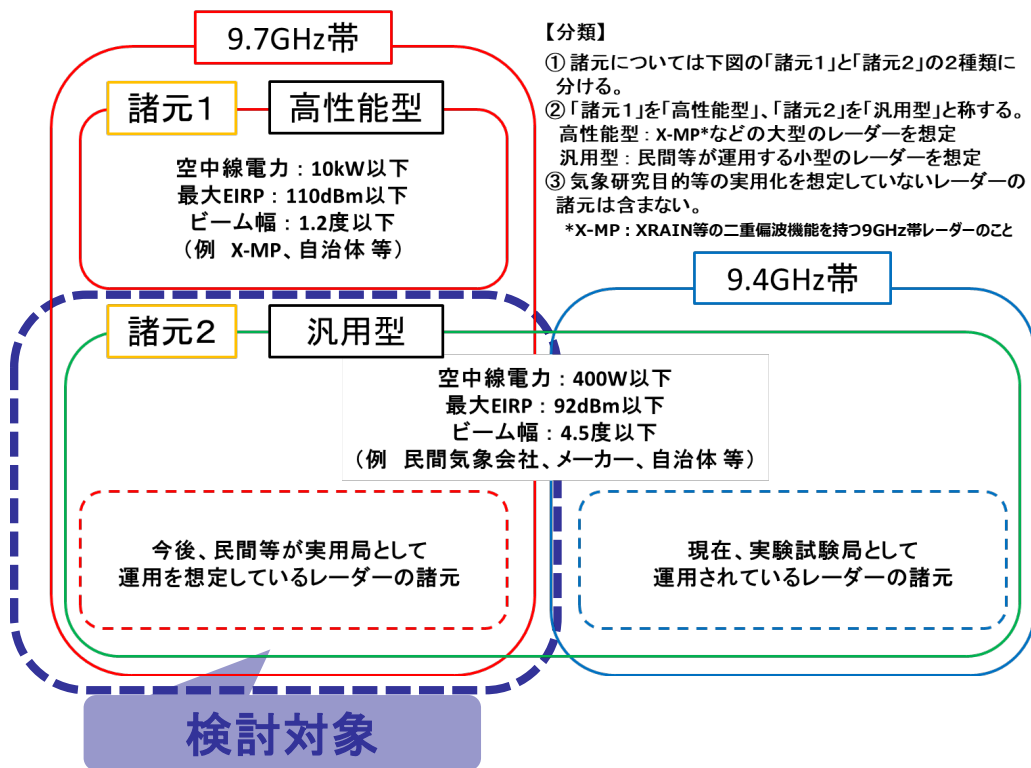 9.7GHz帯
諸元1
高性能型
空中線電力：10kW以下
最大EIRP：110dBm以下
ビーム幅：1.2度以下
（例　X-MP、自治体 等）
【分類】
① 諸元については下図の「諸元1」と「諸元2」の2種類に
分ける。
②「諸元1」を「高性能型」、「諸元2」を「汎用型」と称する。
高性能型：X-MP*などの大型のレーダーを想定
汎用型：民間等が運用する小型のレーダーを想定
③ 気象研究目的等の実用化を想定していないレーダーの
諸元は含まない。
*X-MP：XRAIN等の二重偏波機能を持つ9GHz帯レーダーのこと
9.4GHz帯
諸元2
汎用型
空中線電力：400W以下
最大EIRP：92dBm以下
ビーム幅：4.5度以下
（例　民間気象会社、メーカー、自治体 等）
今後、民間等が実用局として
運用を想定しているレーダーの諸元
現在、実験試験局として
運用されているレーダーの諸元
検討対象